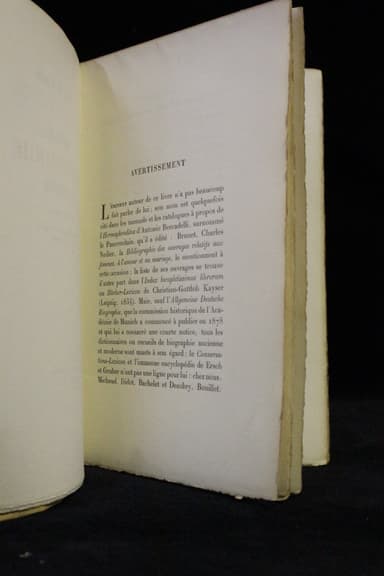 AVERTISSEMENT
L'obscur auteur de ce livre n'a pas beaucoup
fait parler de lui; son nom est quelquefois
cité dans les manuels et les catalogues à propos de
l'Hermaphroditus d'Antonio Beccadelli, surnommé
le Panormitain, qu'il a édité : Brunet, Charles
Nodier, la Bibliographie des ouvrages relatifs aux
femmes, à l'amour et au mariage, le mentionnent à
cette occasion; la liste de ses ouvrages se trouve
d'autre part dans l'Index locupletissimus librorum
ou Bücher-Lexicon de Christian-Gottlob Kayser
(Leipzig, 1834). Mais, sauf l'Allgemeine Deutsche
Biographie, que la commission historique de l'Aca-
démie de Munich a commencé à publier en 1878
et qui lui a consacré une courte notice, tous les
dictionnaires ou recueils de biographie ancienne
et moderne sont muets à son égard; le Conversa-
tions-Lexicon et l'immense encyclopédie de Ersch
et Gruber n'ont pas une ligne pour lui : chez nous,
Michaud, Didot, Bachelet et Dezobry, Bouillet,